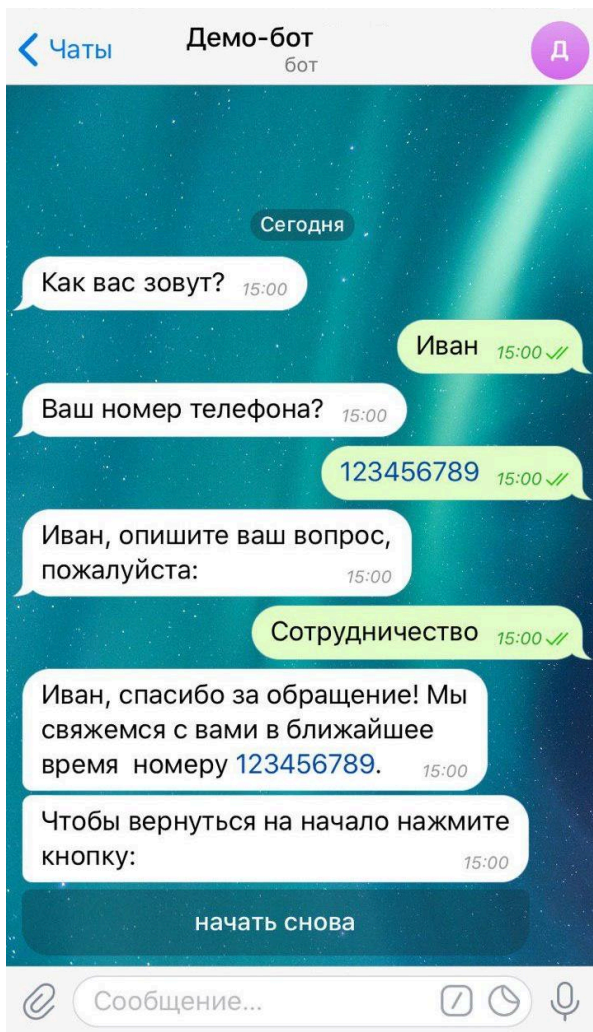 Чаты
Демо-бот
бот
Д
Сегодня
Как вас зовут? 15:00
Иван 15:00
Ваш номер телефона? 15:00
123456789 15:00
Иван, опишите ваш вопрос,
пожалуйста: 15:00
Сотрудничество 15:00
Иван, спасибо за обращение! Мы
свяжемся с вами в ближайшее
время  номеру 123456789. 15:00
Чтобы вернуться на начало нажмите
кнопку: 15:00
начать снова
Сообщение...